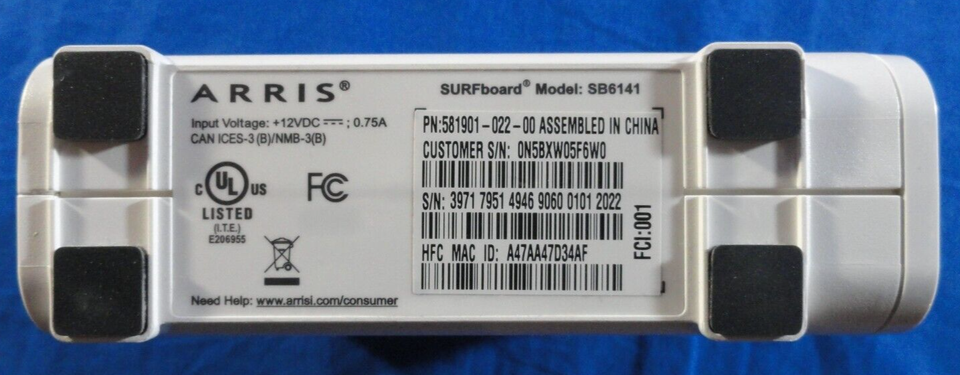 ARRIS®
Input Voltage: +12VDC ⎓; 0.75A
CAN ICES-3 (B)/NMB-3(B)
C UL US
LISTED
(I.T.E.)
E206955
FC
Need Help: www.arrisi.com/consumer
SURFboard® Model: SB6141
PN:581901-022-00 ASSEMBLED IN CHINA
CUSTOMER S/N: 0N5BXW05F6W0
S/N: 3971 7951 4946 9060 0101 2022
HFC MAC ID: A47AA47D34AF
FCI:001